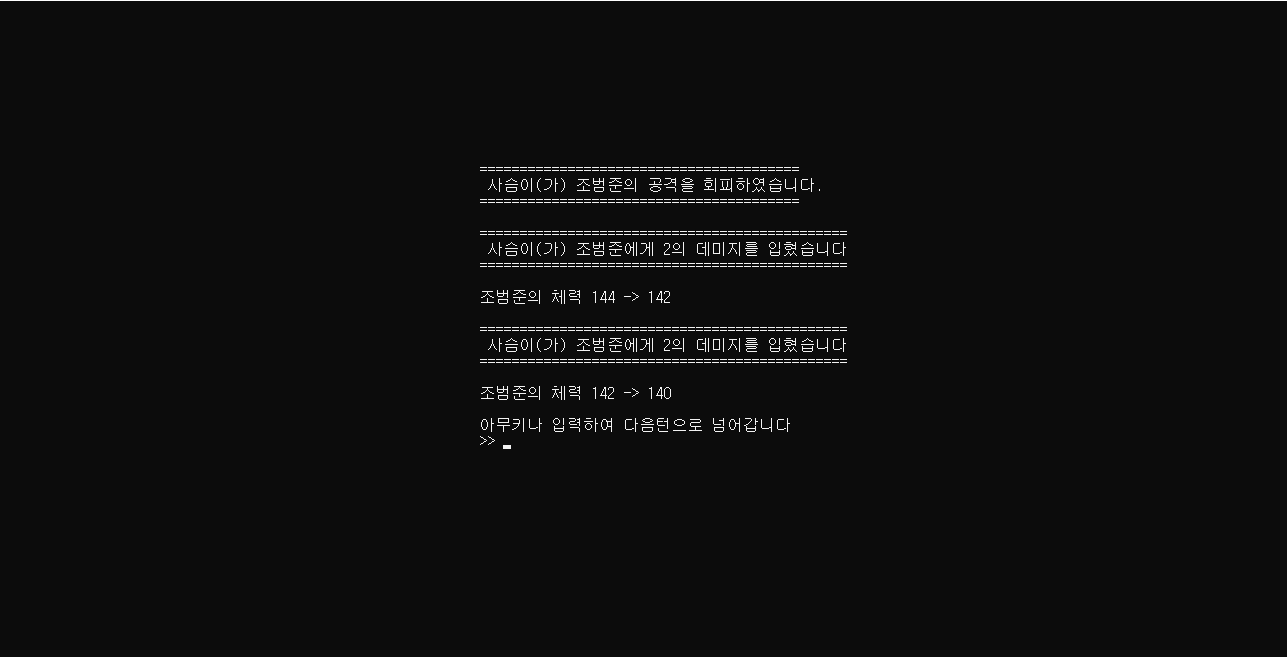 ========================================
사슴이(가) 조범준의 공격을 회피하였습니다.
========================================
==============================================
사슴이(가) 조범준에게 2의 데미지를 입혔습니다
==============================================
조범준의 체력 144 -> 142
==============================================
사슴이(가) 조범준에게 2의 데미지를 입혔습니다
==============================================
조범준의 체력 142 -> 140
아무키나 입력하여 다음턴으로 넘어갑니다
>> _